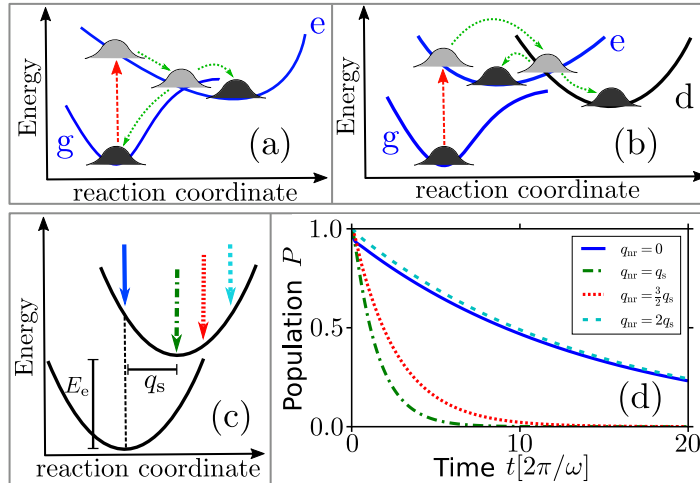 e
g
(a)
Energy
reaction coordinate
e
g
d
(b)
Energy
reaction coordinate
E_e
q_s
(c)
Energy
reaction coordinate
1.0
0.5
0.0
0
10
20
Population P
Time t[2π/ω]
q_nr = 0
q_nr = q_s
q_nr = 3/2 q_s
q_nr = 2q_s
(d)